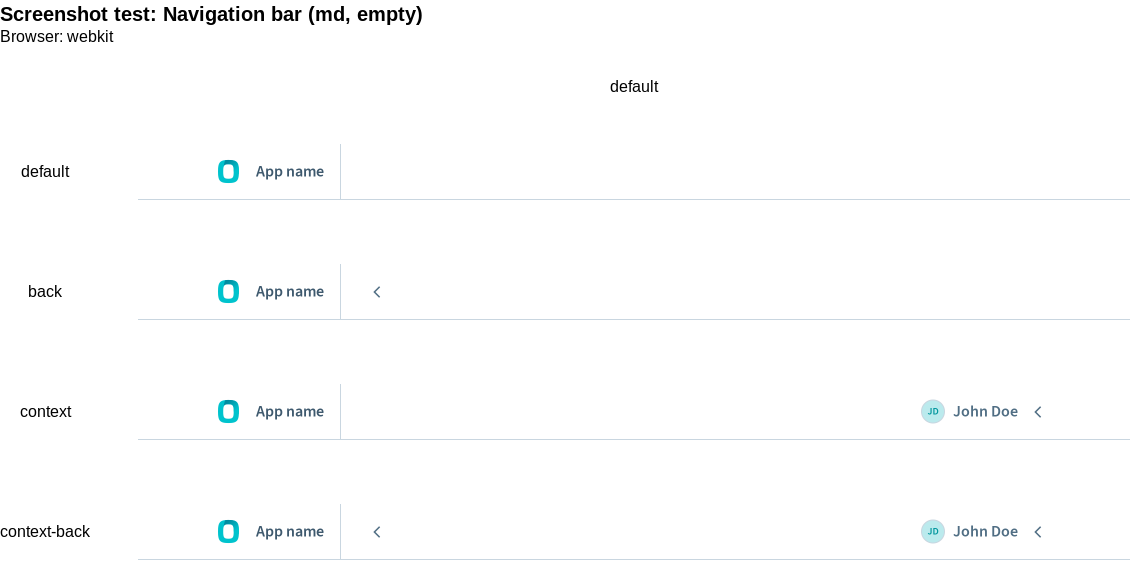 Screenshot test: Navigation bar (md, empty)
Browser: webkit
default
default App name
back App name
context App name JD John Doe
context-back App name JD John Doe